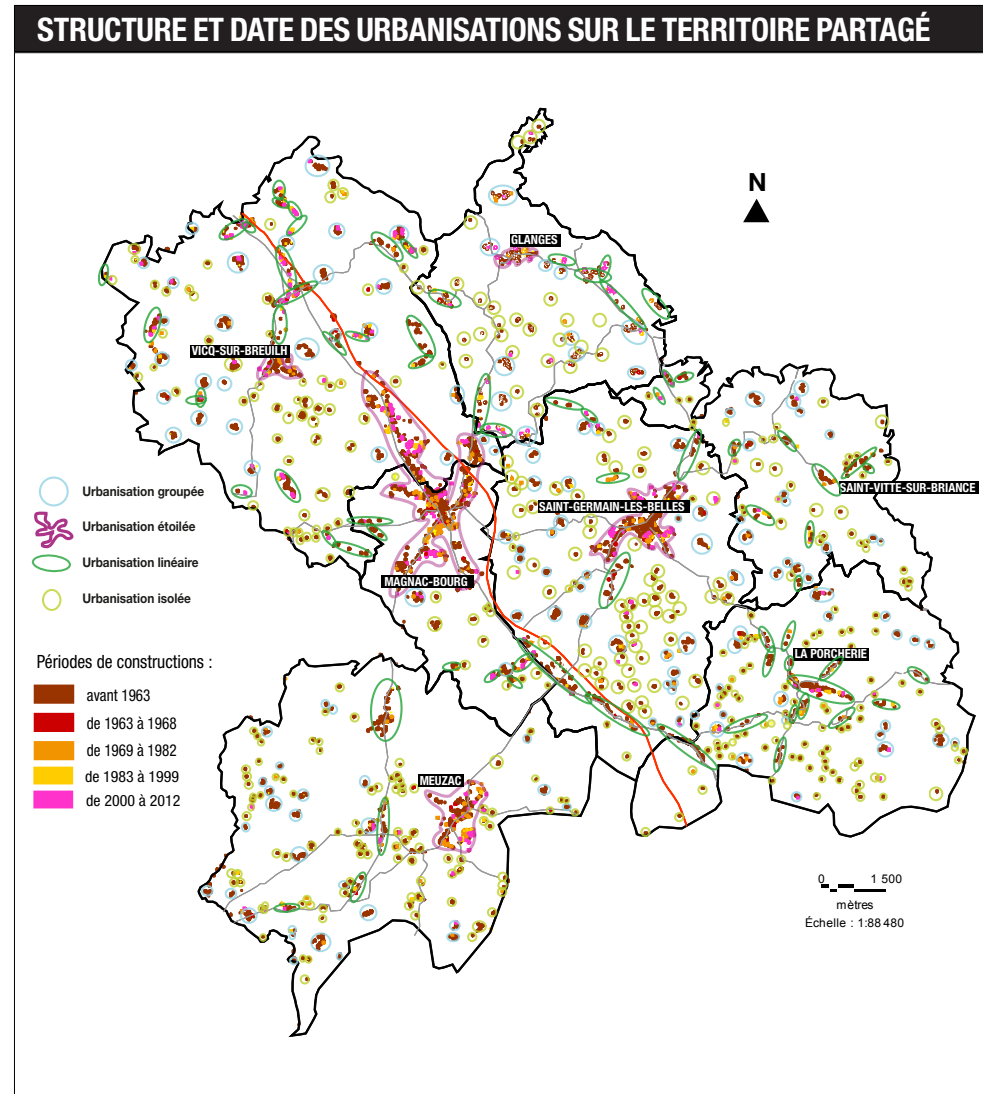 STRUCTURE ET DATE DES URBANISATIONS SUR LE TERRITOIRE PARTAGÉ
N
GLANGES
VICQ-SUR-BREUILH
SAINT-VITTE-SUR-BRIANCE
SAINT-GERMAIN-LES-BELLES
MAGNAC-BOURG
LA PORCHERIE
MEUZAC
Urbanisation groupée
Urbanisation étoilée
Urbanisation linéaire
Urbanisation isolée
Périodes de constructions :
avant 1963
de 1963 à 1968
de 1969 à 1982
de 1983 à 1999
de 2000 à 2012
0 1 500
mètres
Échelle : 1:88 480